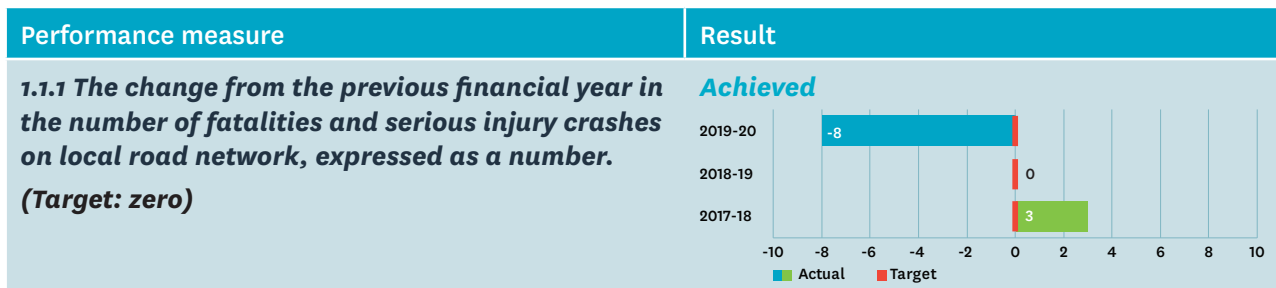 Performance measure
Result
1.1.1 The change from the previous financial year in
the number of fatalities and serious injury crashes
on local road network, expressed as a number.
(Target: zero)
Achieved
2019-20
-8
2018-19
0
2017-18
3
-10 -8 -6 -4 -2 0 2 4 6 8 10
Actual Target